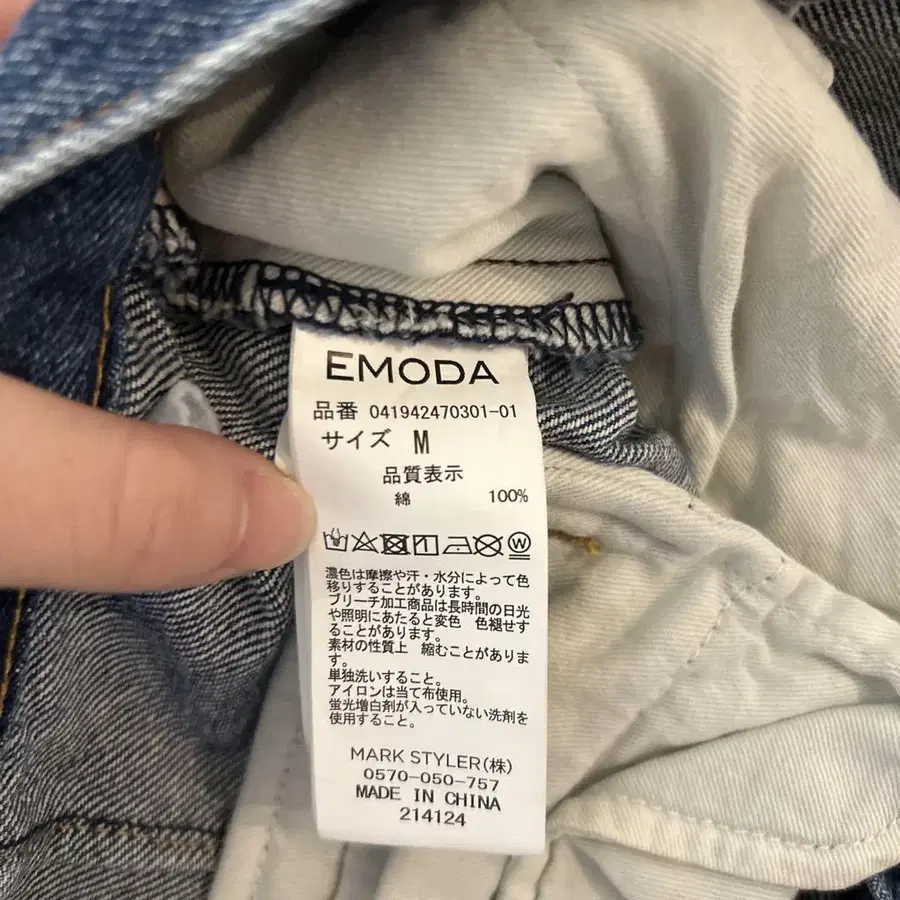 EMODA
品番 041942470301-01
サイズ M
品質表示
綿 100%
W
濃色は摩擦や汗・水分によって色
移りすることがあります。
ブリーチ加工商品は長時間の日光
や照明にあたると変色 色褪せす
ることがあります。
素材の性質上 縮むことがありま
す。
単独洗いすること。
アイロンは当て布使用。
蛍光増白剤が入っていない洗剤を
使用すること。
MARK STYLER(株)
0570-050-757
MADE IN CHINA
214124